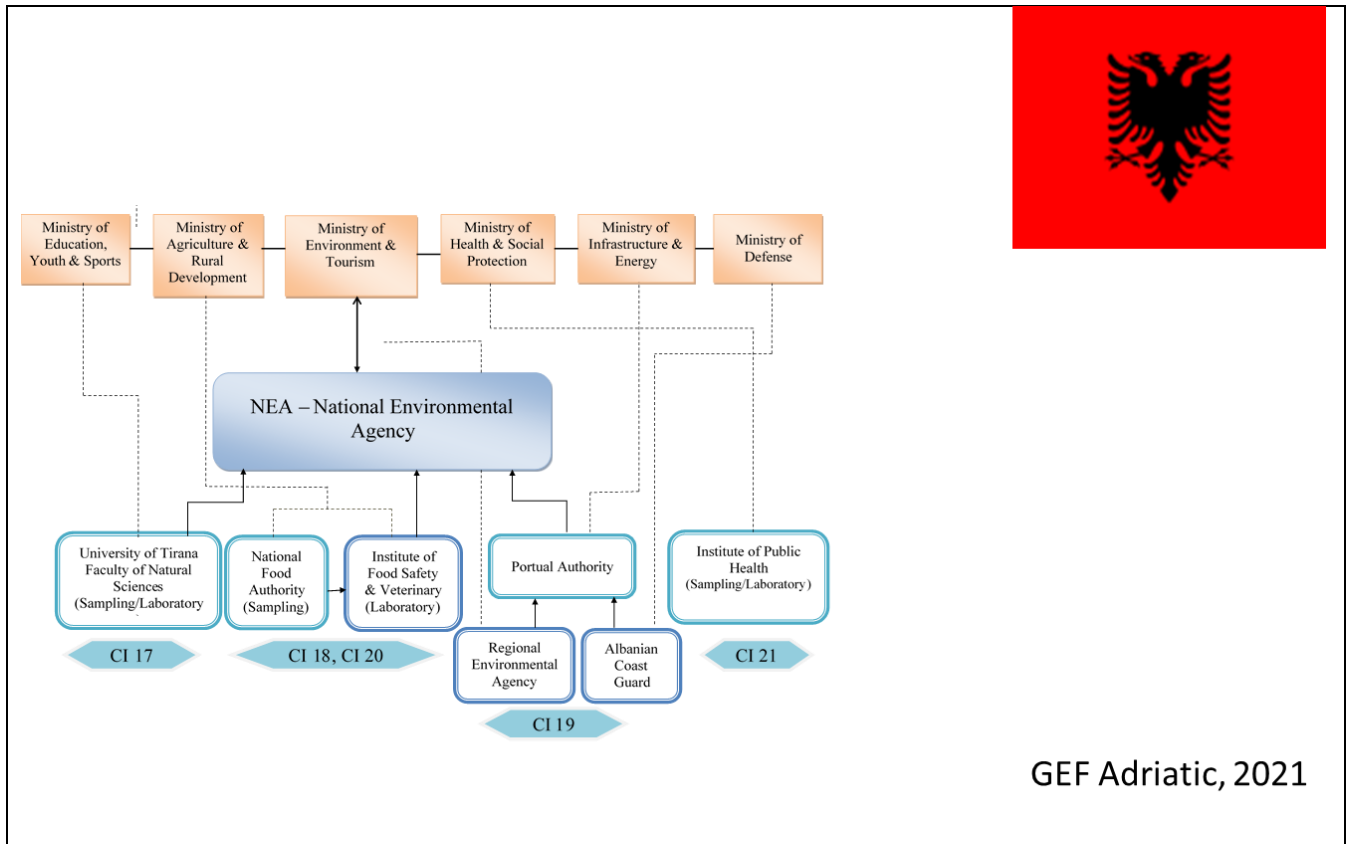 Ministry of
Education,
Youth & Sports
Ministry of
Agriculture &
Rural
Development
Ministry of
Environment &
Tourism
Ministry of
Health & Social
Protection
Ministry of
Infrastructure &
Energy
Ministry of
Defense
NEA – National Environmental
Agency
University of Tirana
Faculty of Natural
Sciences
(Sampling/Laboratory
National
Food
Authority
(Sampling)
Institute of
Food Safety
& Veterinary
(Laboratory)
Portual Authority
Institute of Public
Health
(Sampling/Laboratory)
Regional
Environmental
Agency
Albanian
Coast
Guard
CI 17
CI 18, CI 20
CI 19
CI 21
GEF Adriatic, 2021